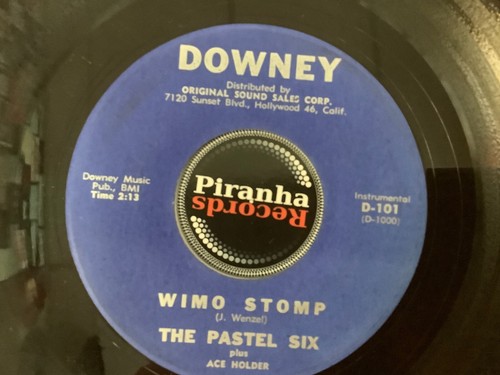 DOWNEY
Distributed by
ORIGINAL SOUND SALES CORP.
7120 Sunset Blvd., Hollywood 46, Calif.
Downey Music
Pub., BMI
Time 2:13
Piranha
Records
Instrumental
D-101
(D-1000)
WIMO STOMP
(J. Wenzel)
THE PASTEL SIX
plus
ACE HOLDER